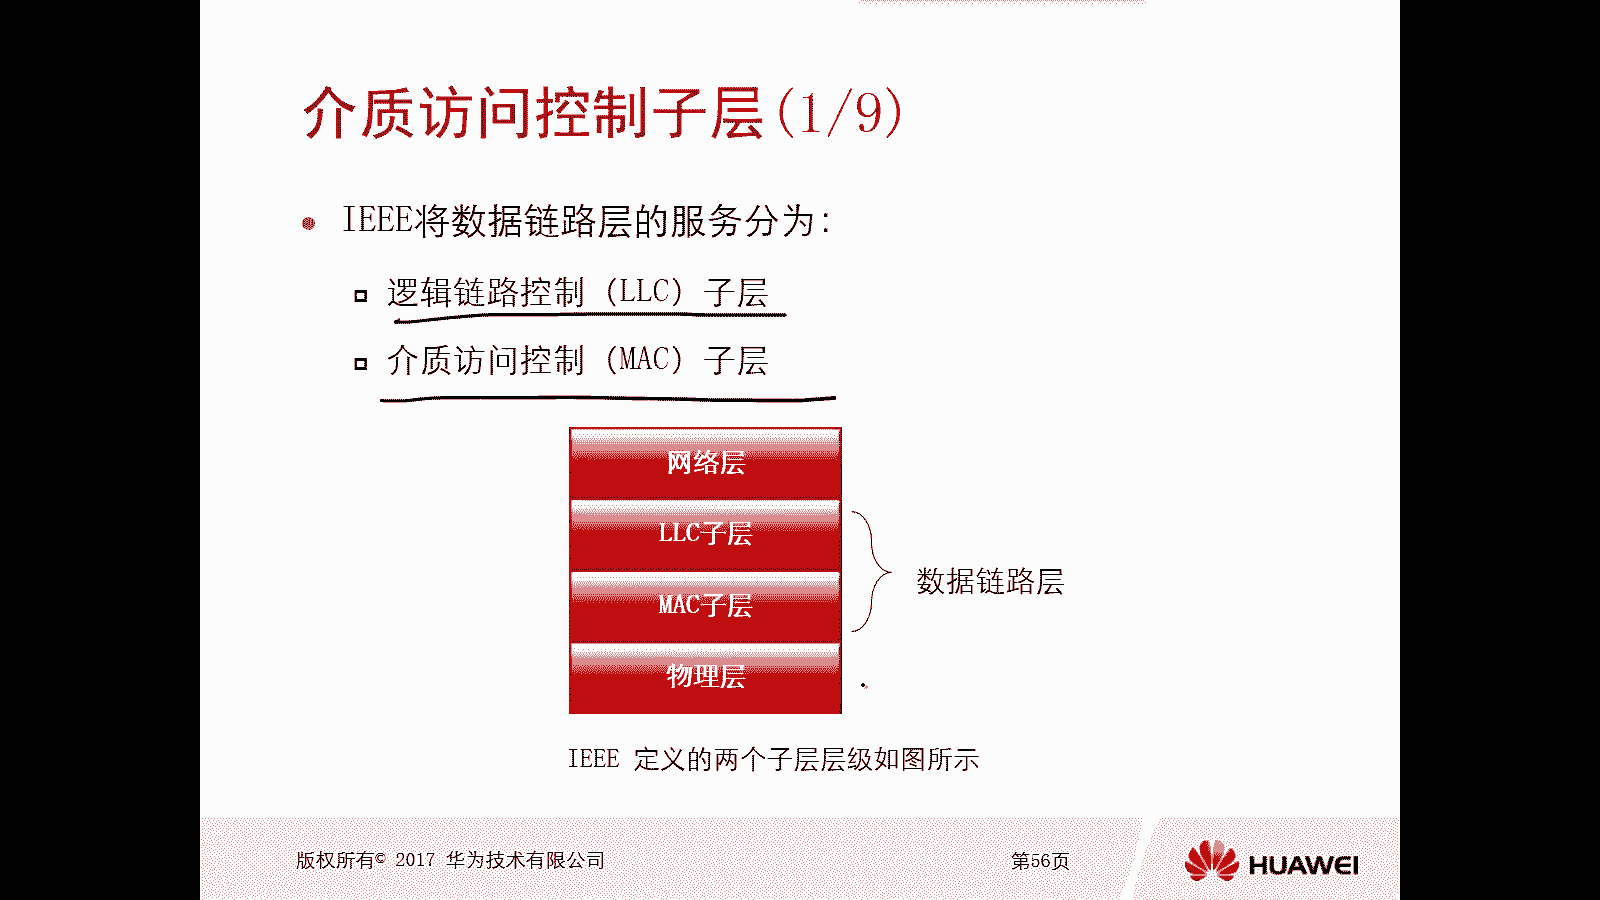 介质访问控制子层(1/9)
IEEE将数据链路层的服务分为：
逻辑链路控制（LLC）子层
介质访问控制（MAC）子层
网络层
LLC子层
MAC子层
数据链路层
物理层
IEEE 定义的两个子层层级如图所示
版权所有© 2017 华为技术有限公司
第56页
HUAWEI